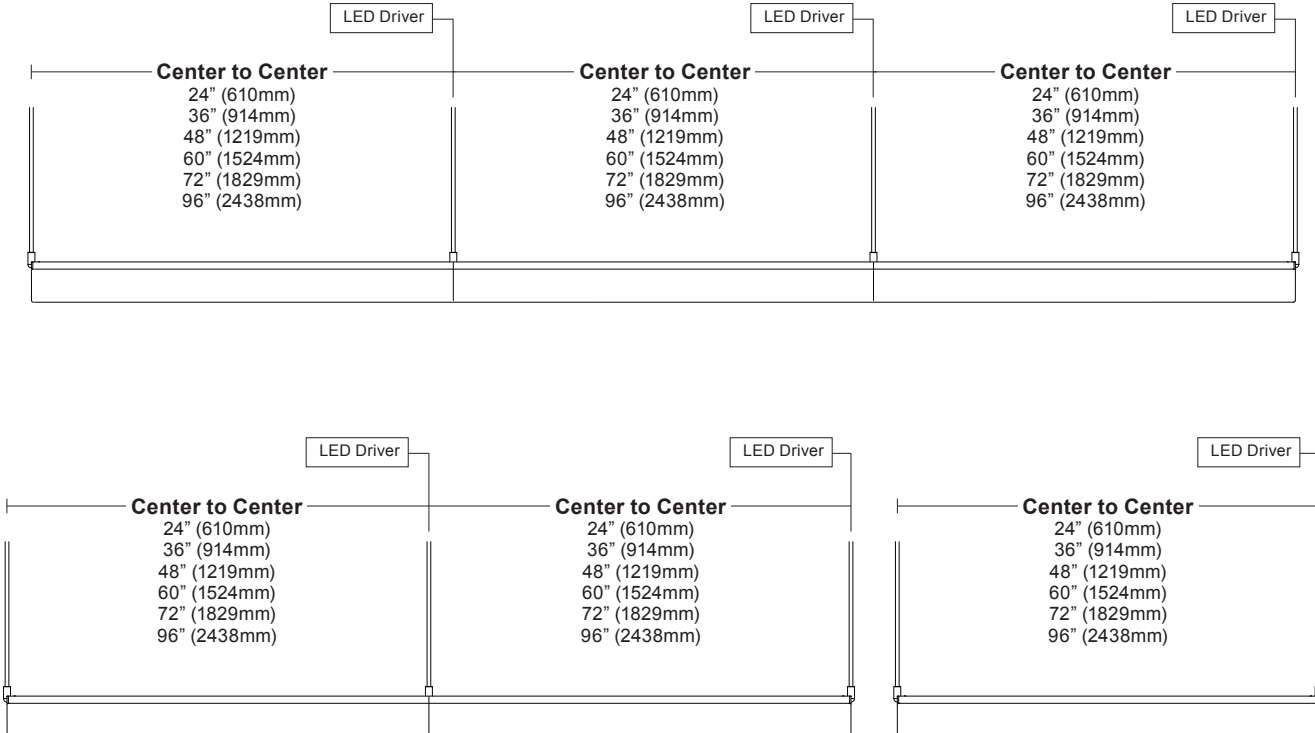 LED Driver
LED Driver
LED Driver
Center to Center
24” (610mm)
36” (914mm)
48” (1219mm)
60” (1524mm)
72” (1829mm)
96” (2438mm)
Center to Center
24” (610mm)
36” (914mm)
48” (1219mm)
60” (1524mm)
72” (1829mm)
96” (2438mm)
Center to Center
24” (610mm)
36” (914mm)
48” (1219mm)
60” (1524mm)
72” (1829mm)
96” (2438mm)
LED Driver
LED Driver
LED Driver
Center to Center
24” (610mm)
36” (914mm)
48” (1219mm)
60” (1524mm)
72” (1829mm)
96” (2438mm)
Center to Center
24” (610mm)
36” (914mm)
48” (1219mm)
60” (1524mm)
72” (1829mm)
96” (2438mm)
Center to Center
24” (610mm)
36” (914mm)
48” (1219mm)
60” (1524mm)
72” (1829mm)
96” (2438mm)